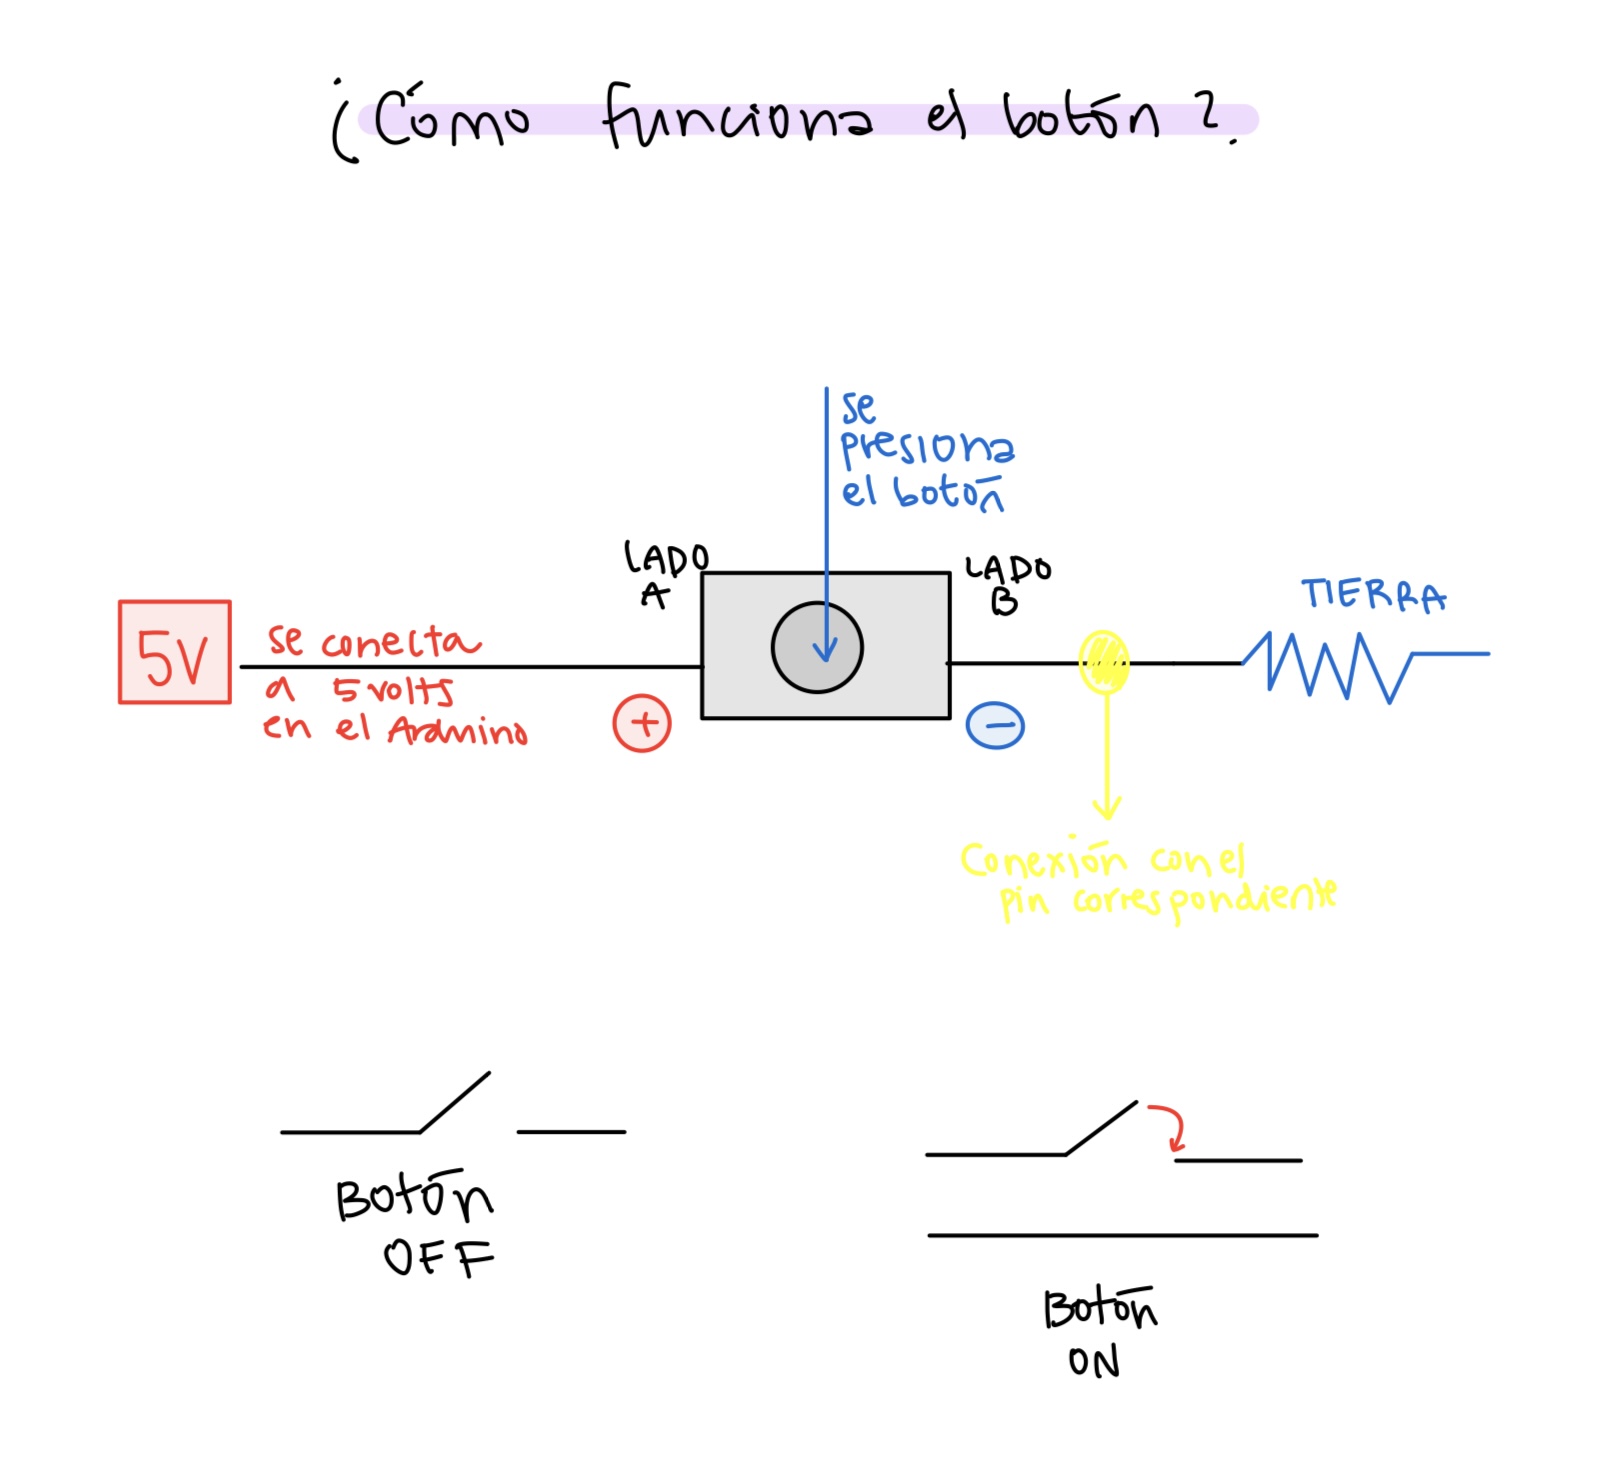 ¿Cómo funciona el botón?
se
presiona
el botón
LADO
A
LADO
B
TIERRA
5V
se conecta
a 5 volts
en el Arduino
+
−
Conexión con el
pin correspondiente
Botón
OFF
Botón
ON